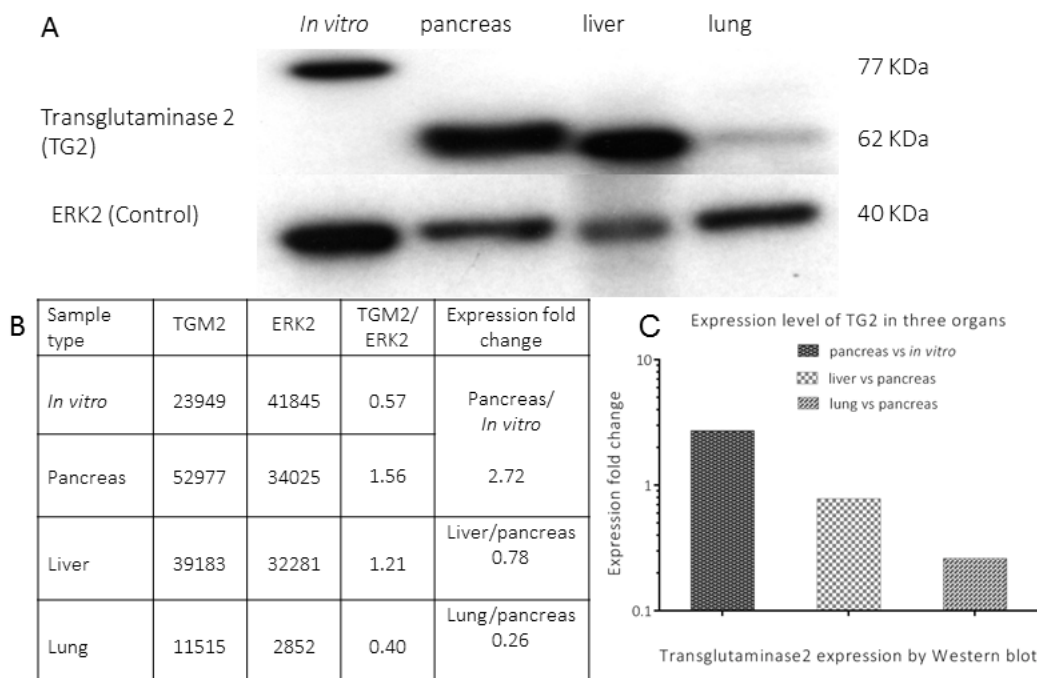 A
In vitro pancreas liver lung
77 KDa
Transglutaminase 2
(TG2)
62 KDa
ERK2 (Control)
40 KDa
B
Sample
type
TGM2
ERK2
TGM2/
ERK2
Expression fold
change
In vitro
23949
41845
0.57
Pancreas/
In vitro
Pancreas
52977
34025
1.56
2.72
Liver
39183
32281
1.21
Liver/pancreas
0.78
Lung
11515
2852
0.40
Lung/pancreas
0.26
C
Expression level of TG2 in three organs
pancreas vs in vitro
liver vs pancreas
lung vs pancreas
Expression fold change
10
1
0.1
Transglutaminase2 expression by Western blot